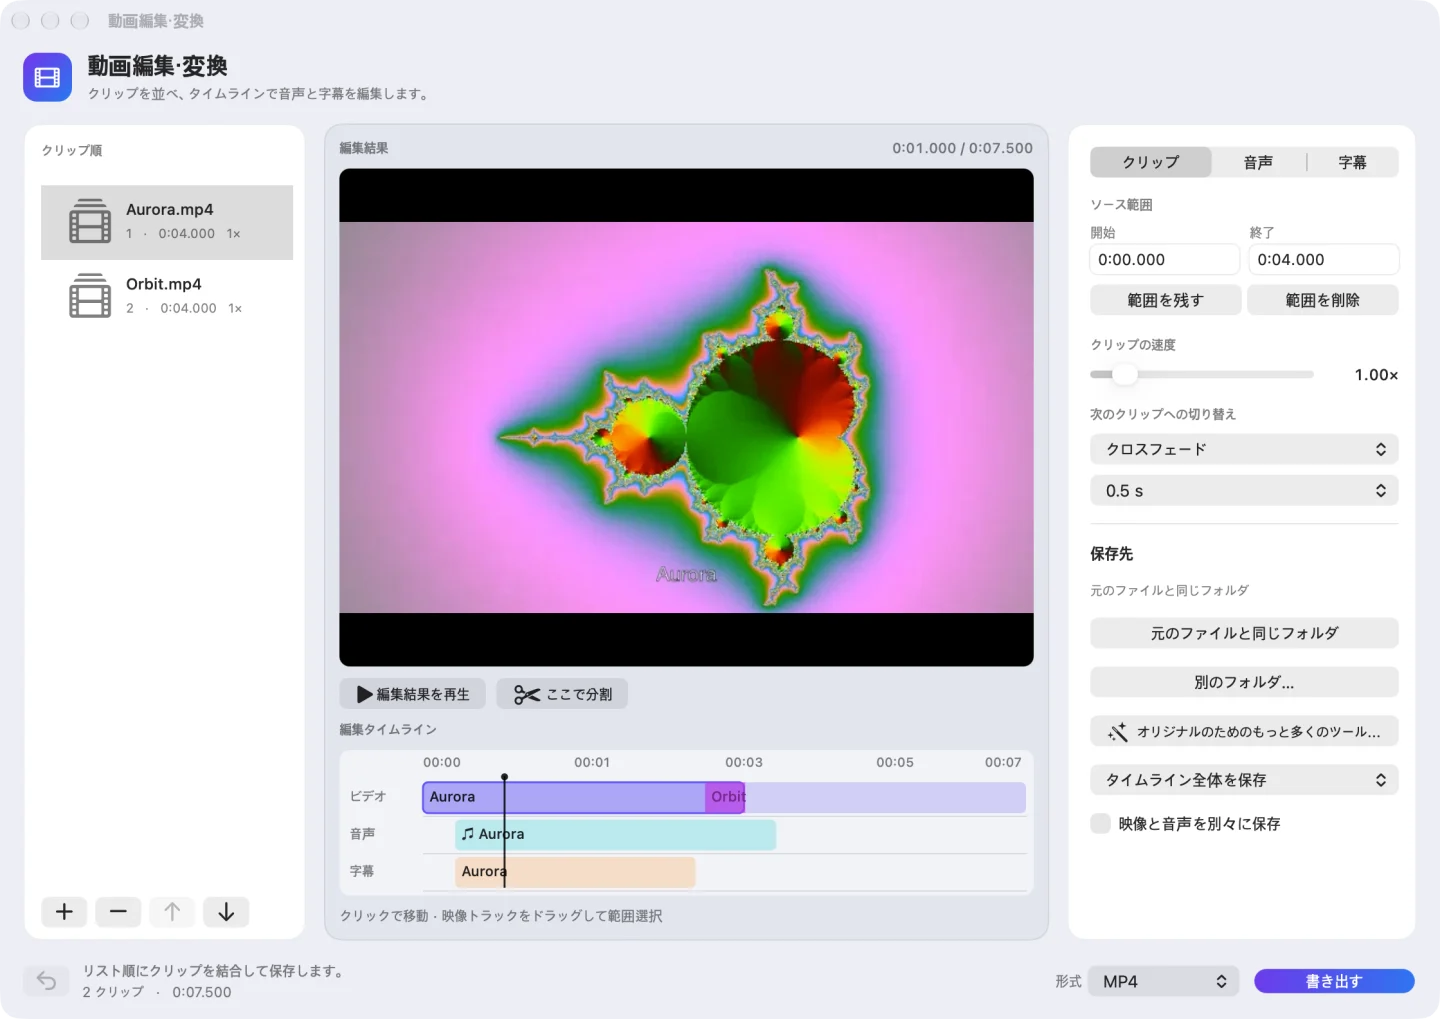 動画編集·変換
動画編集·変換
クリップを並べ、タイムラインで音声と字幕を編集します。
クリップ順
Aurora.mp4
1 · 0:04.000 1×
Orbit.mp4
2 · 0:04.000 1×
編集結果
0:01.000 / 0:07.500
Aurora
編集結果を再生
ここで分割
編集タイムライン
00:00 00:01 00:03 00:05 00:07
ビデオ
Aurora
Orbit
音声
Aurora
字幕
Aurora
クリックで移動 · 映像トラックをドラッグして範囲選択
クリップ
音声
字幕
ソース範囲
開始
終了
0:00.000
0:04.000
範囲を残す
範囲を削除
クリップの速度
1.00×
次のクリップへの切り替え
クロスフェード
0.5 s
保存先
元のファイルと同じフォルダ
元のファイルと同じフォルダ
別のフォルダ...
オリジナルのためのもっと多くのツール...
タイムライン全体を保存
映像と音声を別々に保存
リスト順にクリップを結合して保存します。
2 クリップ · 0:07.500
形式
MP4
書き出す